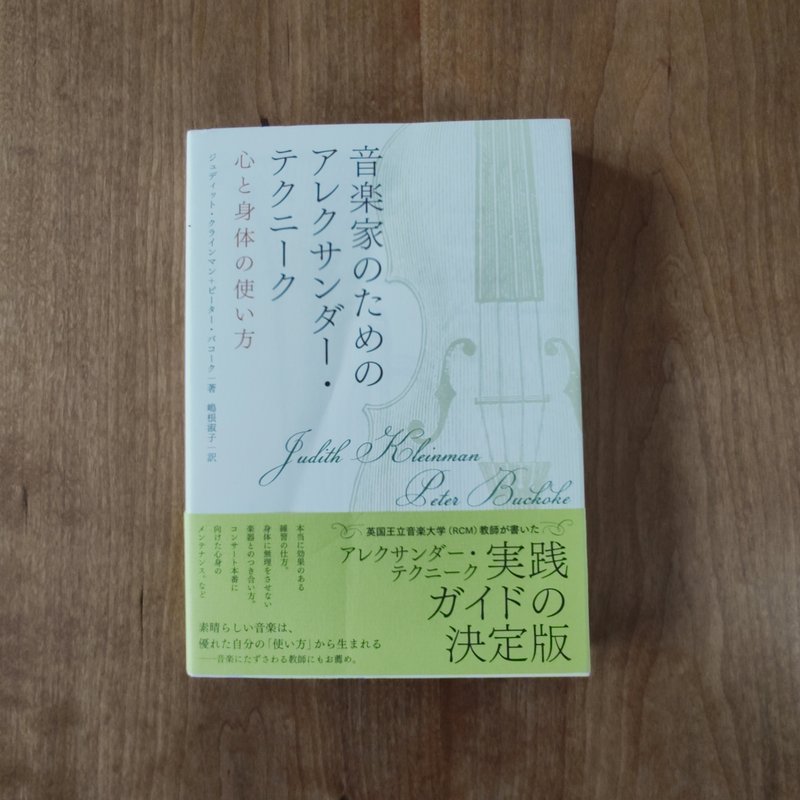 音楽家のための
アレクサンダー・
テクニーク
心と身体の使い方
ジュディット・クラインマン+ピーター・バコーク｜著　嶋根淑子｜訳
Judith Kleinman
Peter Buckoke
英国王立音楽大学（RCM）教師が書いた
アレクサンダー・
テクニーク
実践
ガイドの
決定版
本当に効果のある
練習の仕方。
身体に無理をさせない
楽器とのつき合い方。
コンサート本番に
向けた心身の
メンテナンス。など
素晴らしい音楽は、
優れた自分の「使い方」から生まれる
――音楽にたずさわる教師にもお薦め。